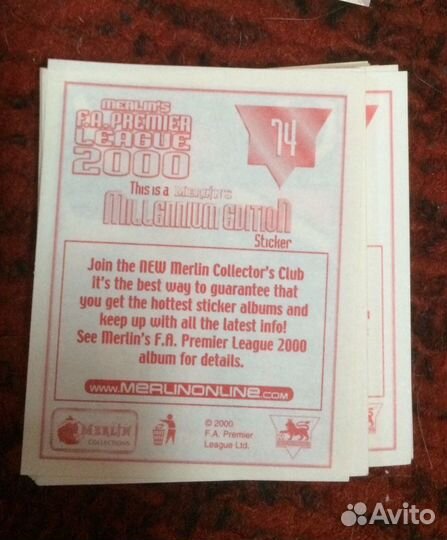 MERLIN'S
F.A. PREMIER
LEAGUE
2000
74
This is a MERLIN'S
MILLENNIUM EDITION
Sticker
Join the NEW Merlin Collector's Club
it's the best way to guarantee that
you get the hottest sticker albums and
keep up with all the latest info!
See Merlin's F.A. Premier League 2000
album for details.
www.MERLINONLINE.COM
MERLIN
COLLECTIONS
© 2000
F.A. Premier
League Ltd.
Avito